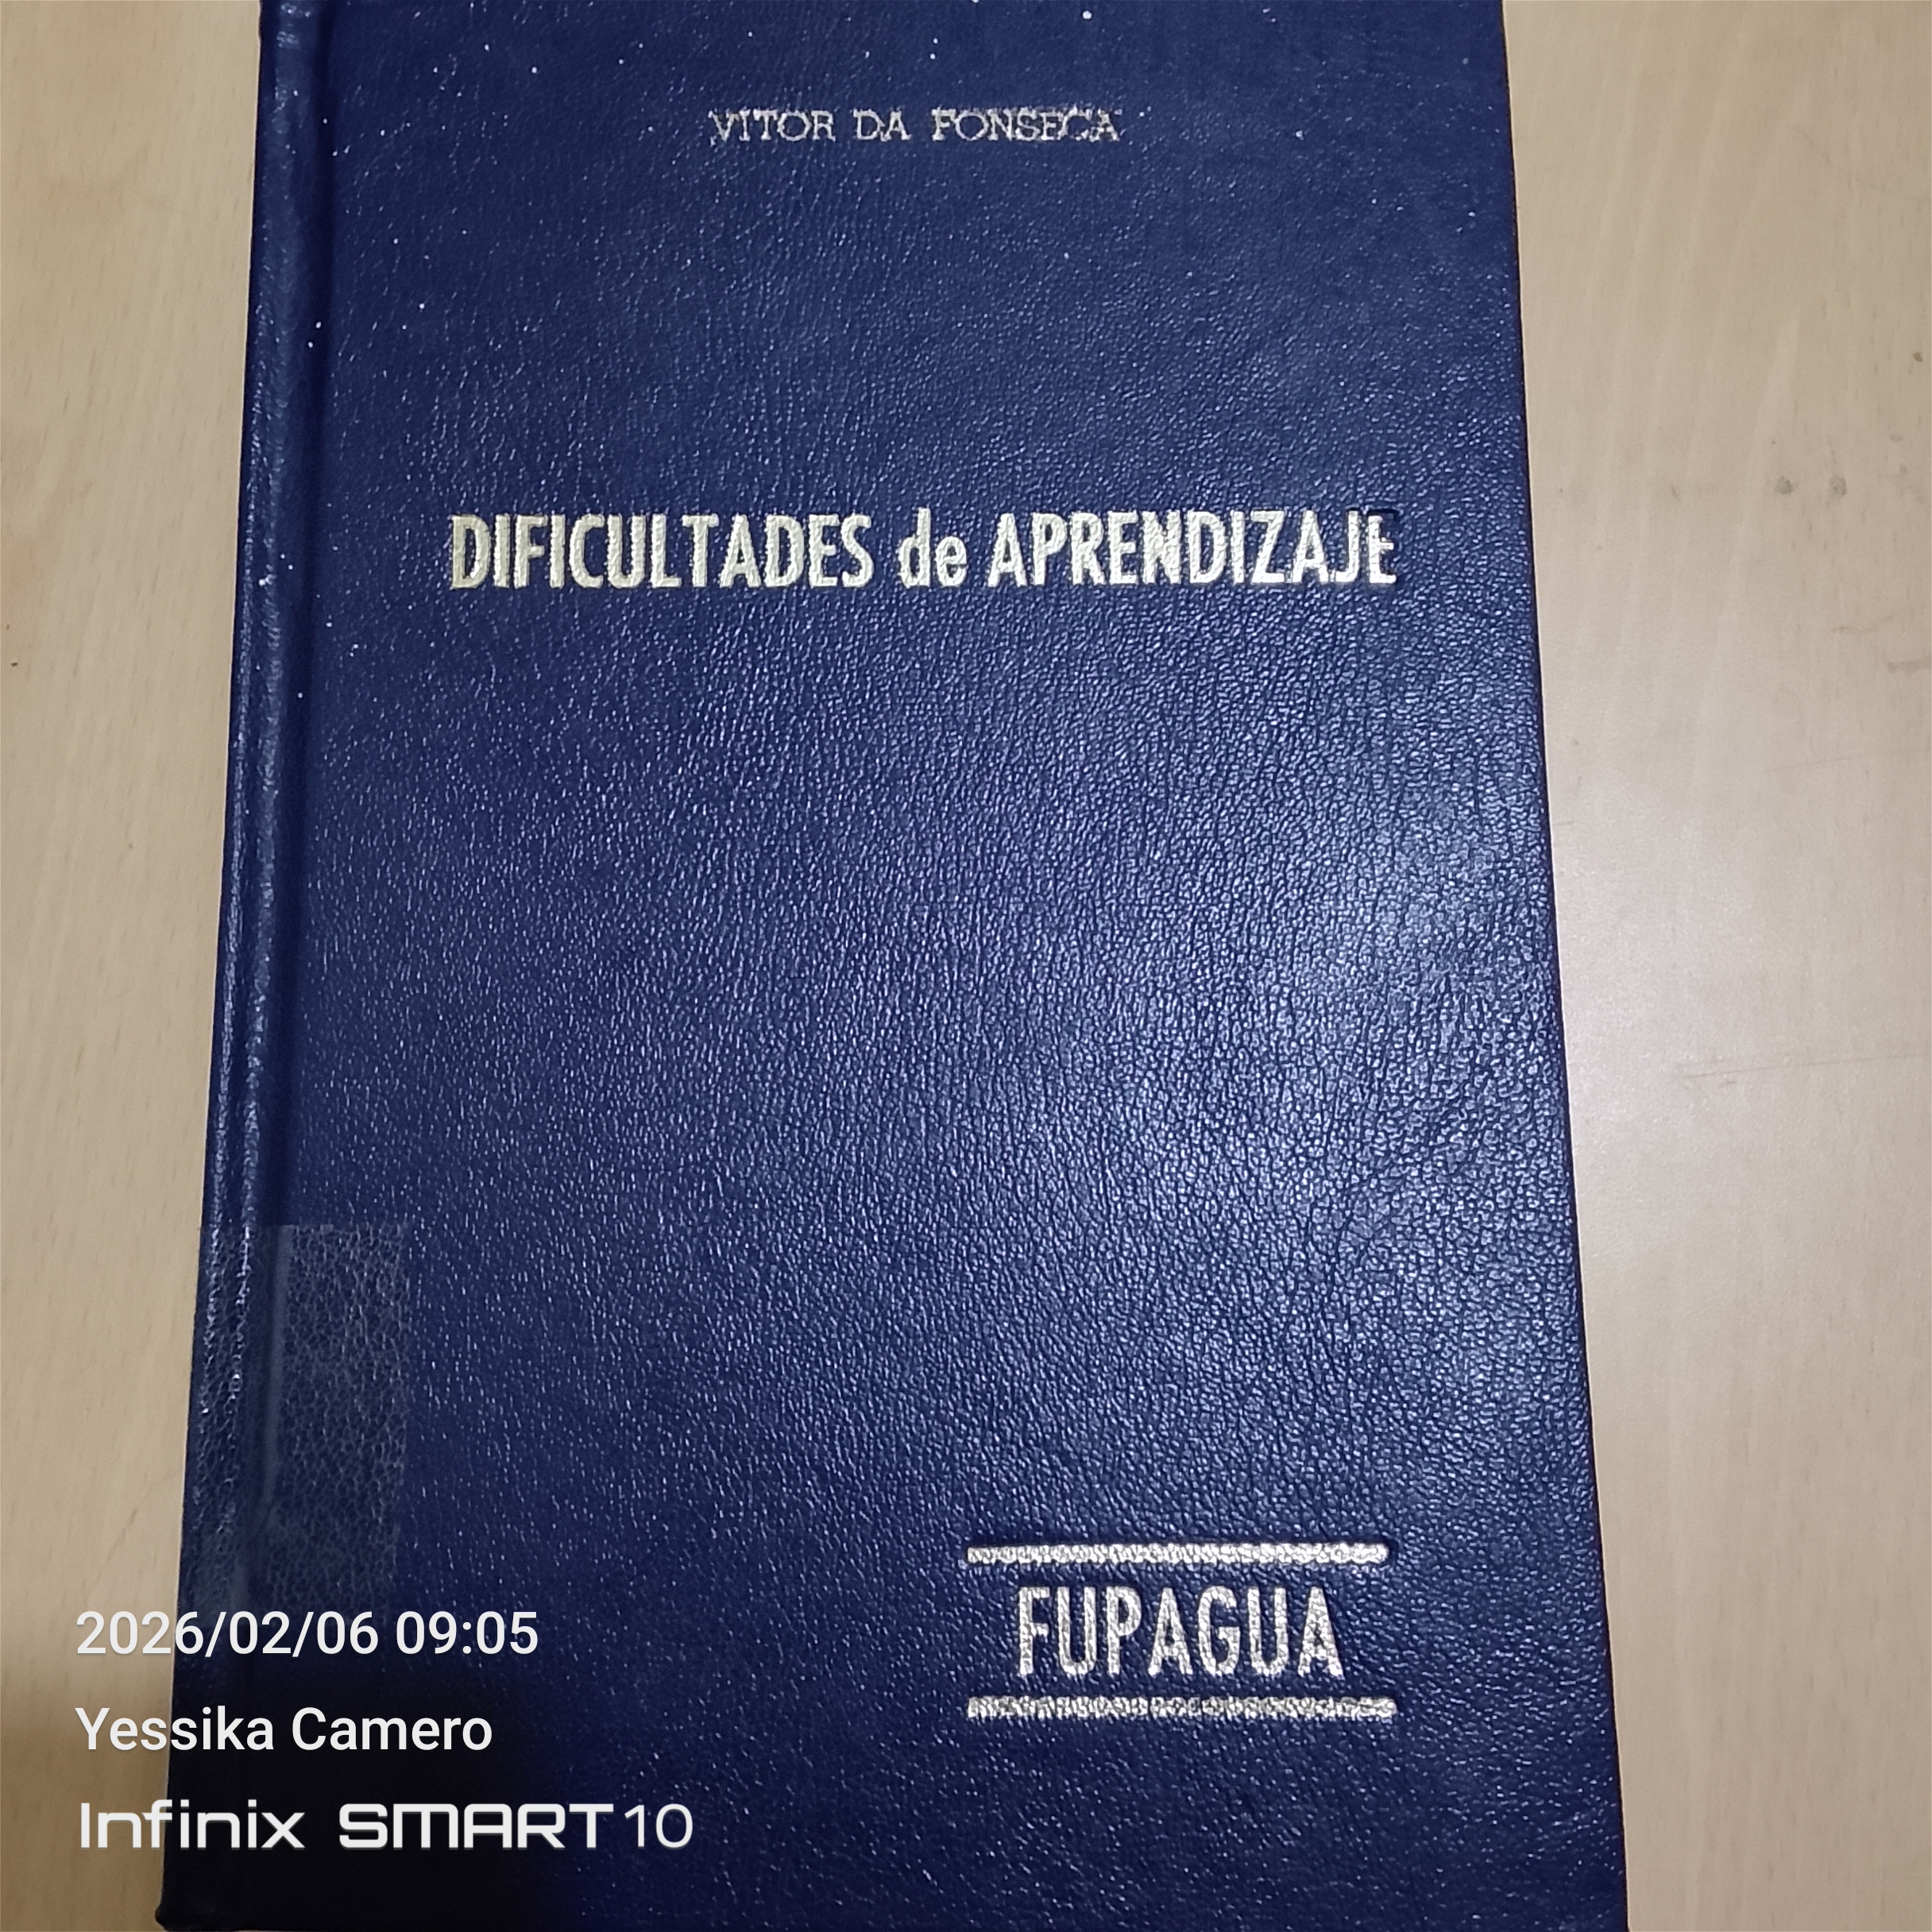 VITOR DA FONSECA
DIFICULTADES de APRENDIZAJE
FUPAGUA
2026/02/06 09:05
Yessika Camero
Infinix SMART 10